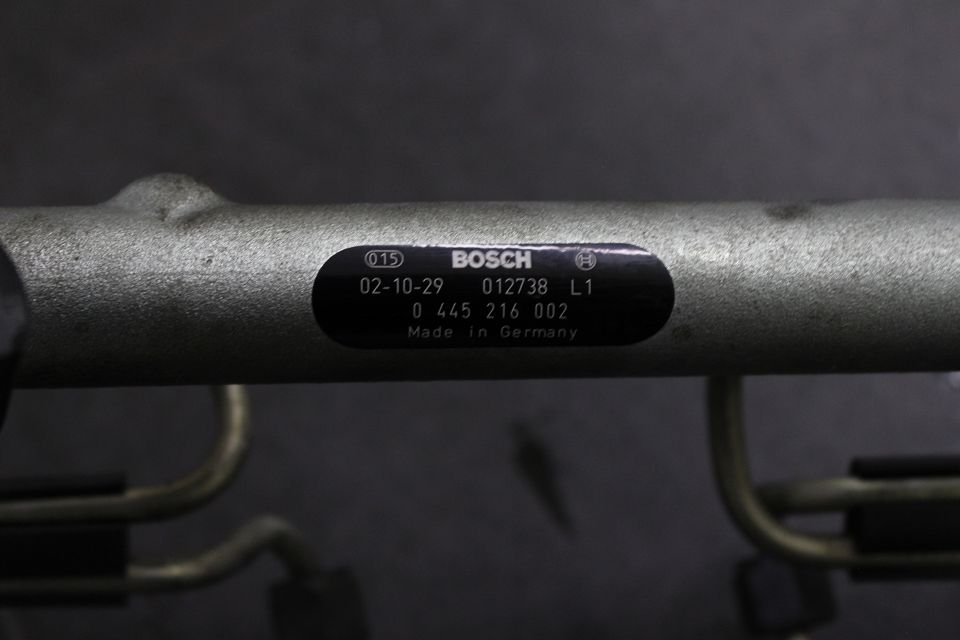 015 BOSCH
02-10-29 012738 L1
0 445 216 002
Made in Germany